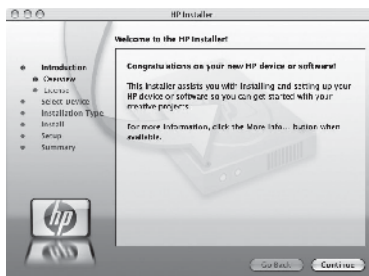 HP Installer
Welcome to the HP Installer!
Introduction
Overview
License
Select Device
Installation Type
Install
Setup
Summary
Congratulations on your new HP device or software!
This installer assists you with installing and setting up your
HP device or software so you can get started with your
creative projects.
For more information, click the More Info... button when
available.
hp
Go Back
Continue